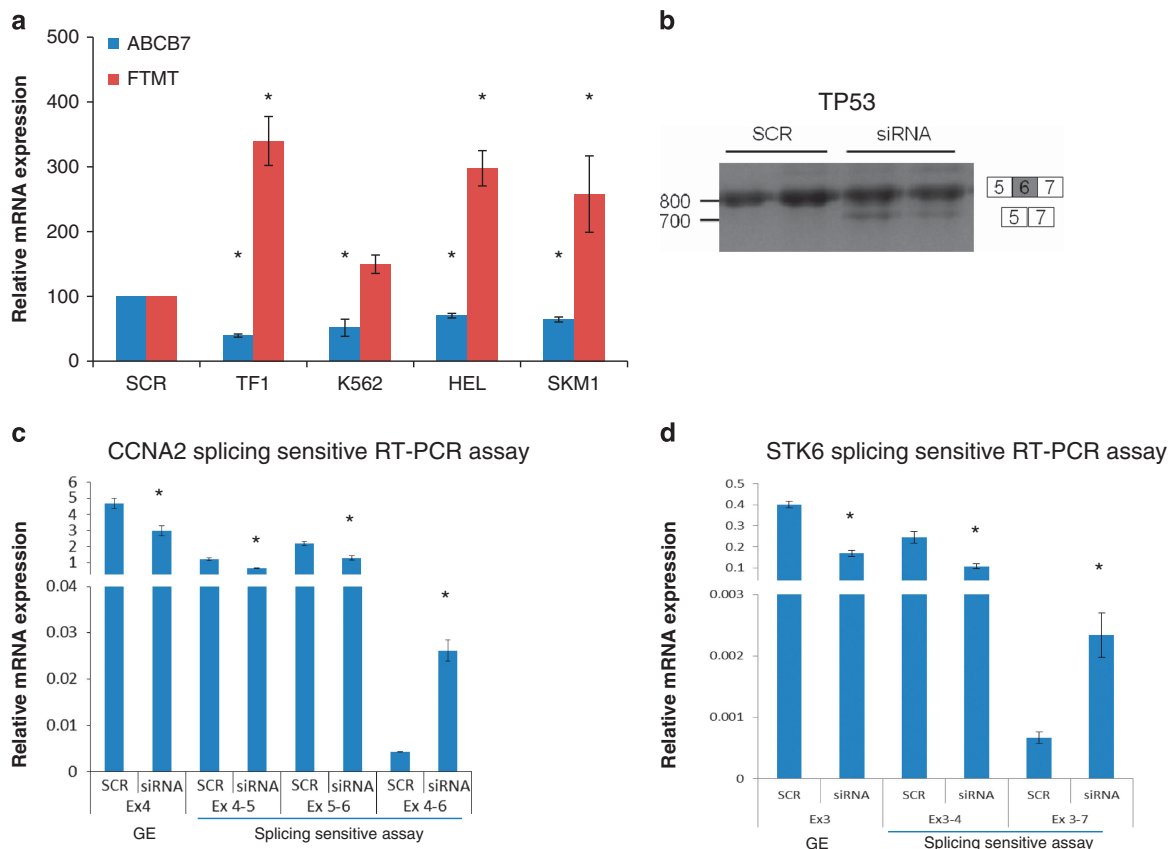 a
500
400
300
200
100
0
Relative mRNA expression
ABCB7
FTMT
* * * * * * *
SCR TF1 K562 HEL SKM1
b
TP53
SCR siRNA
800
700
5 6 7
5 7
c
CCNA2 splicing sensitive RT-PCR assay
Relative mRNA expression
6
5
4
3
2
1
0.04
0.03
0.02
0.01
0
* * * *
SCR siRNA SCR siRNA SCR siRNA SCR siRNA
Ex4 Ex 4-5 Ex 5-6 Ex 4-6
GE Splicing sensitive assay
d
STK6 splicing sensitive RT-PCR assay
Relative mRNA expression
0.5
0.4
0.3
0.2
0.1
0.003
0.002
0.001
0
* * *
SCR siRNA SCR siRNA SCR siRNA
Ex3 Ex3-4 Ex 3-7
GE Splicing sensitive assay